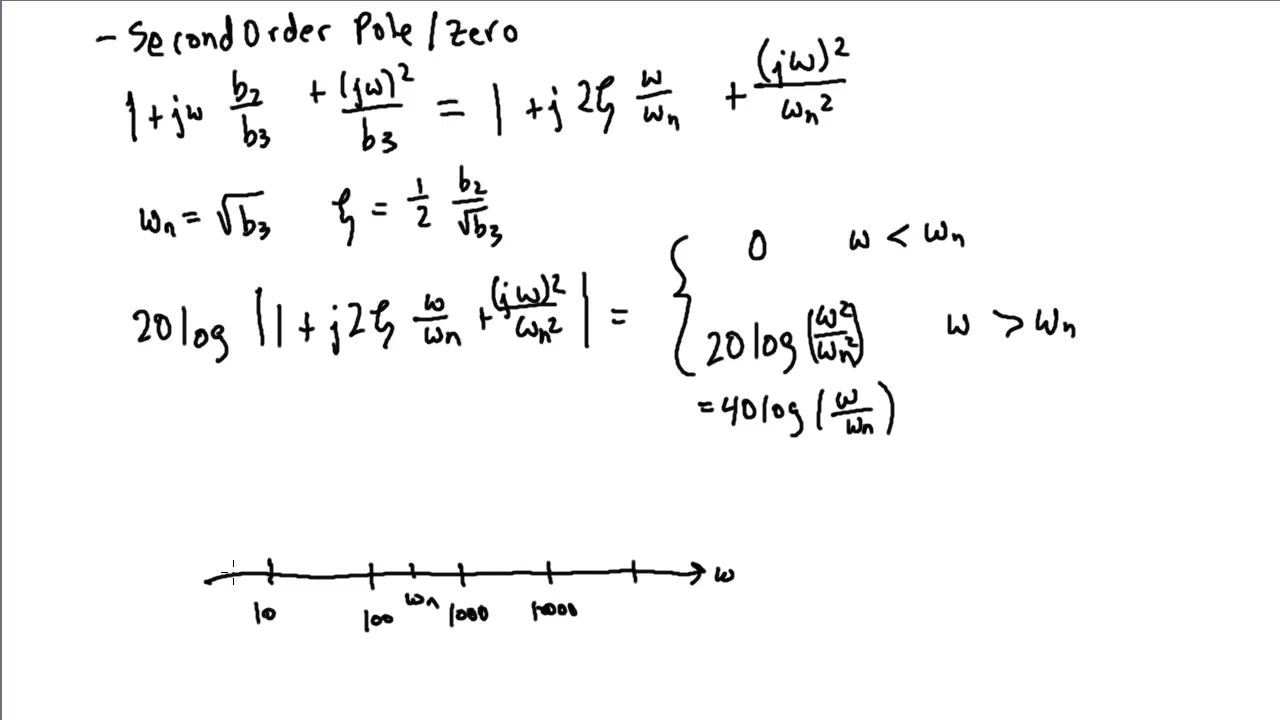 - Second Order Pole/Zero
1 + jω b2/b3 + (jω)²/b3 = 1 + j2ζ ω/ωn + (jω)²/ωn²
ωn = √b3 ζ = 1/2 b2/√b3
20log |1 + j2ζ ω/ωn + (jω)²/ωn²| = { 0 ω < ωn
20log(ω²/ωn²) ω > ωn
= 40log(ω/ωn)
ω
10 100 ωn 1000 10000